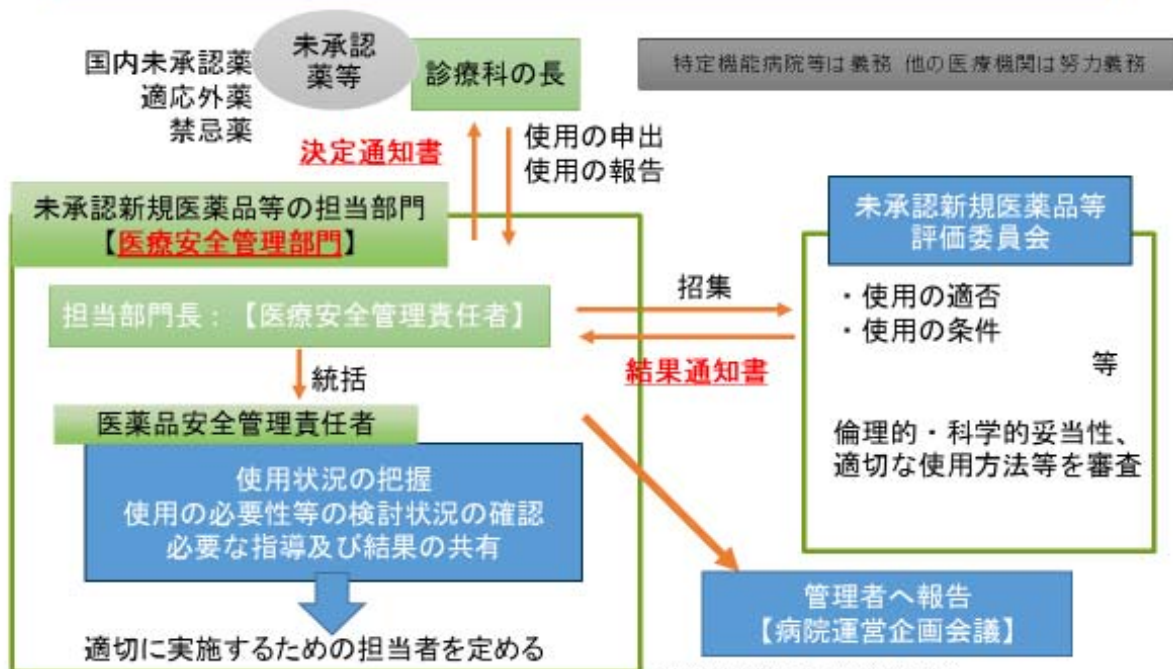 国内未承認薬
適応外薬
禁忌薬
未承認
薬等
診療科の長
特定機能病院等は義務 他の医療機関は努力義務
決定通知書
使用の申出
使用の報告
未承認新規医薬品等の担当部門
【医療安全管理部門】
担当部門長:【医療安全管理責任者】
招集
結果通知書
未承認新規医薬品等
評価委員会
・使用の適否
・使用の条件
等
倫理的・科学的妥当性、
適切な使用方法等を審査
統括
医薬品安全管理責任者
使用状況の把握
使用の必要性等の検討状況の確認
必要な指導及び結果の共有
適切に実施するための担当者を定める
管理者へ報告
【病院運営企画会議】